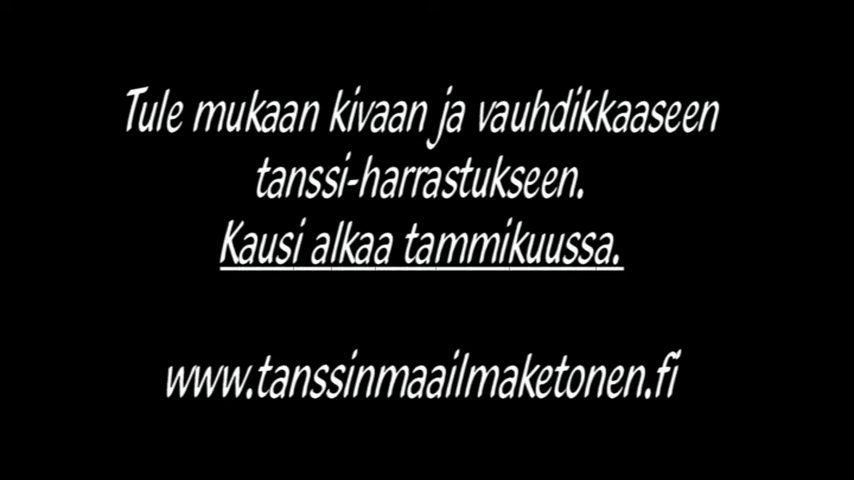 Tule mukaan kivaan ja vauhdikkaaseen
tanssi-harrastukseen.
Kausi alkaa tammikuussa.
www.tanssinmaailmaketonen.fi